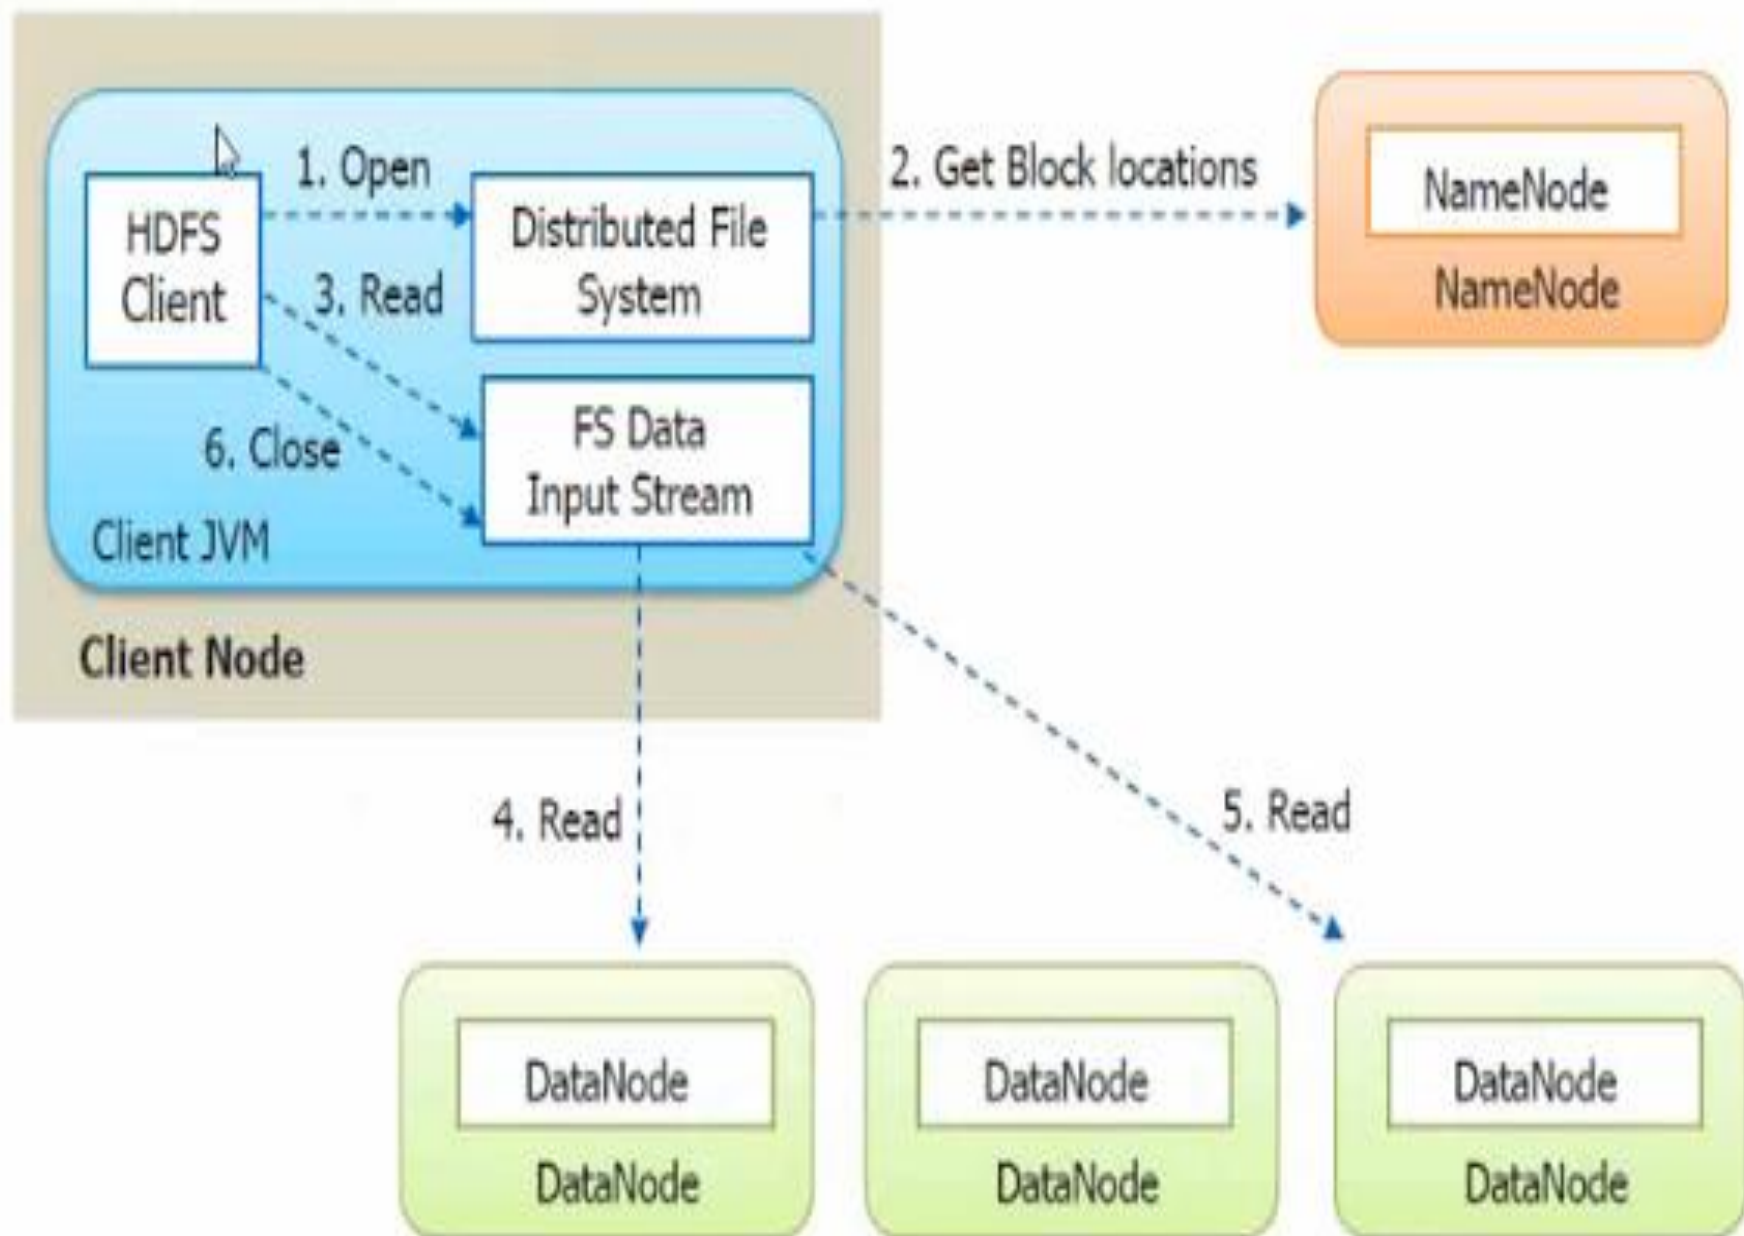 1. Open
2. Get Block locations
HDFS
Client
Distributed File
System
NameNode
NameNode
3. Read
FS Data
Input Stream
6. Close
Client JVM
Client Node
4. Read
5. Read
DataNode
DataNode
DataNode
DataNode
DataNode
DataNode